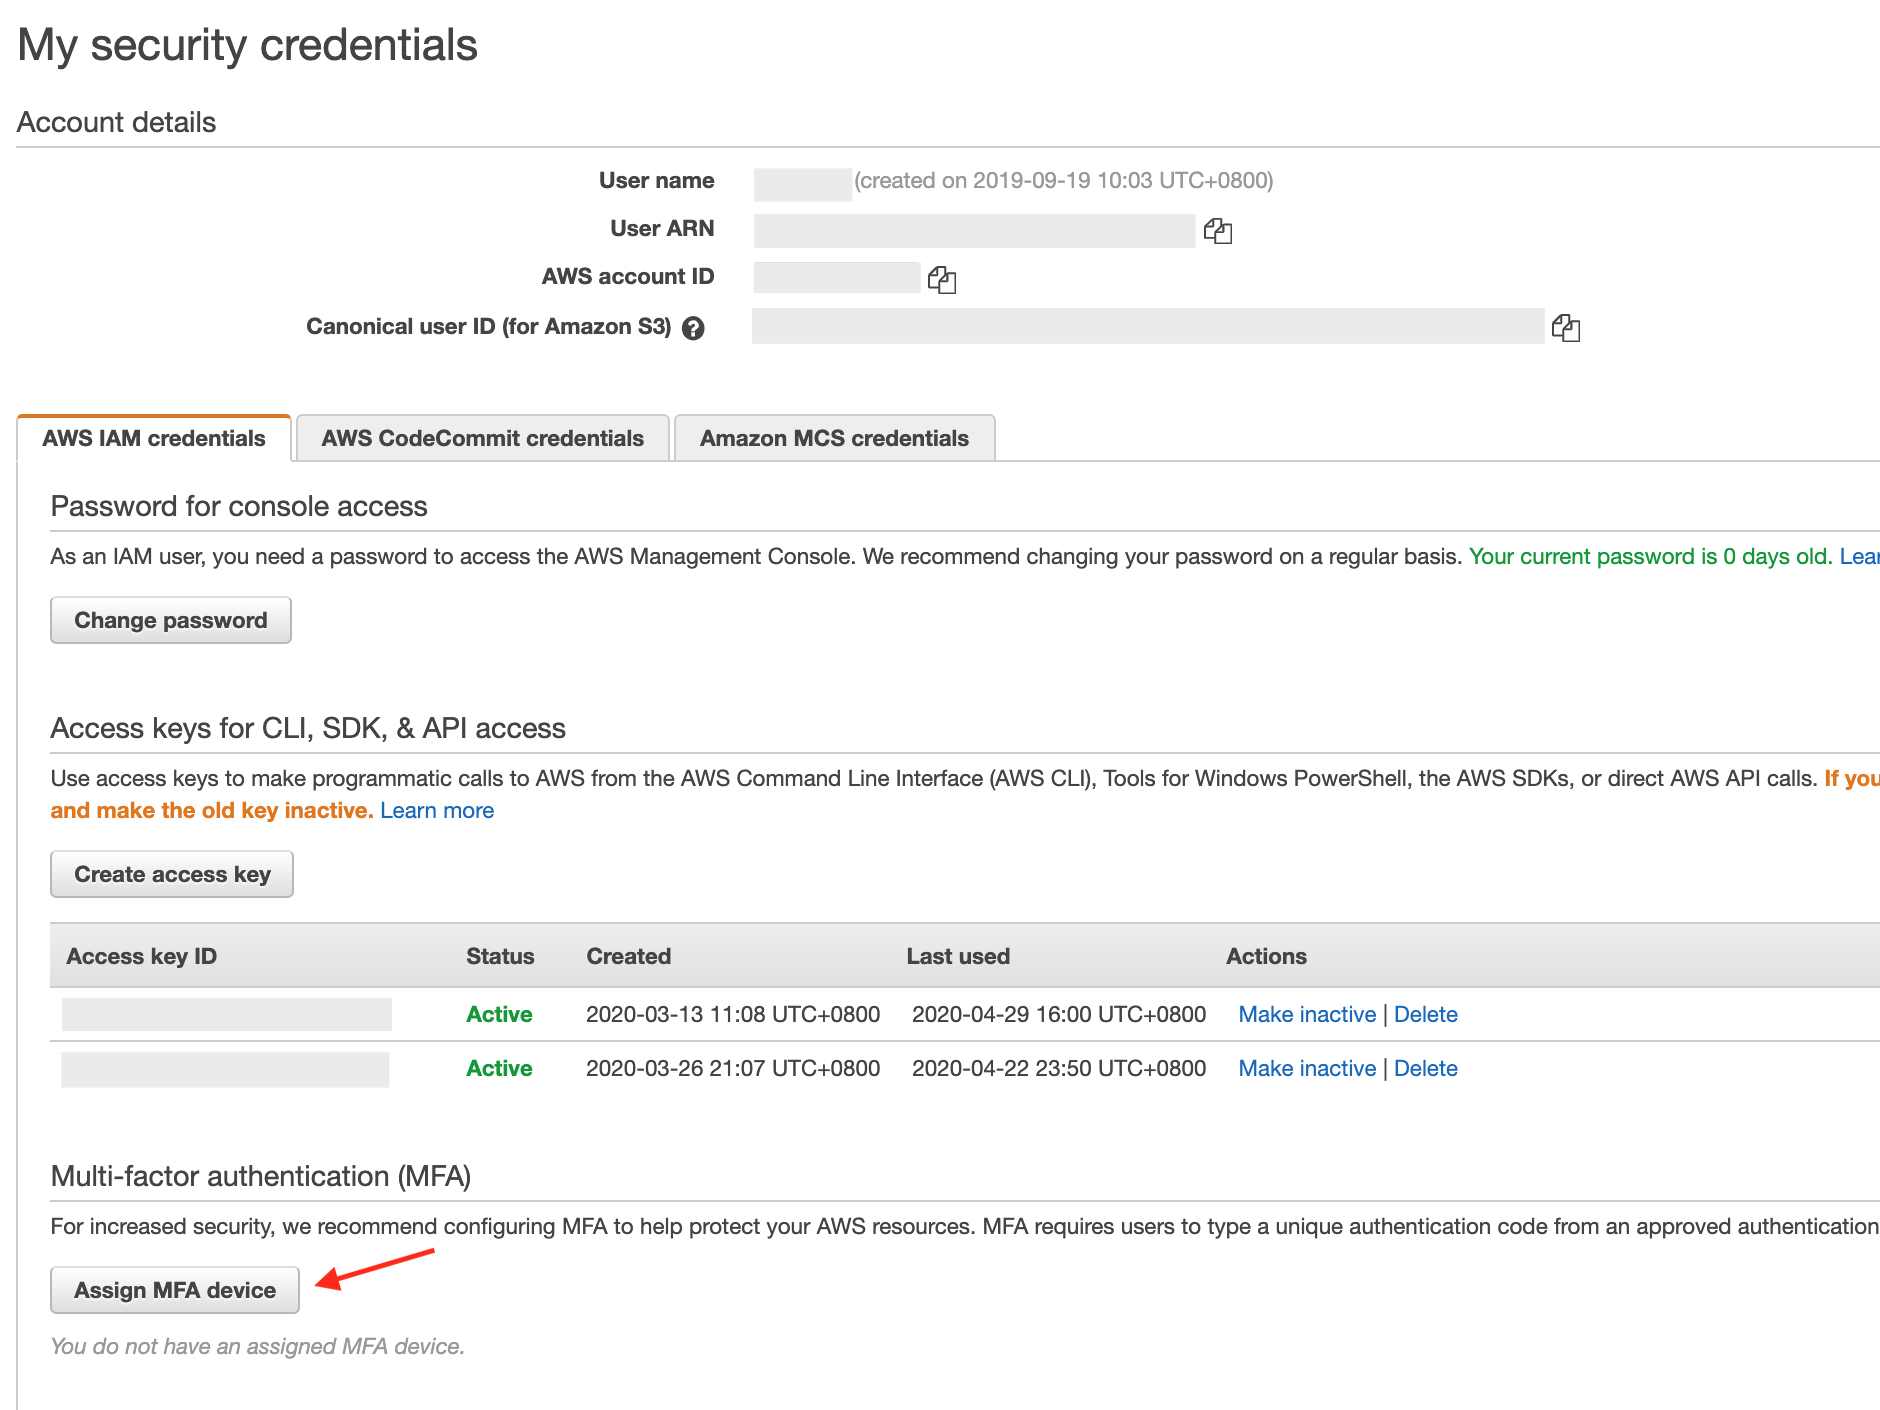 My security credentials
Account details
User name (created on 2019-09-19 10:03 UTC+0800)
User ARN
AWS account ID
Canonical user ID (for Amazon S3) ?
AWS IAM credentials AWS CodeCommit credentials Amazon MCS credentials
Password for console access
As an IAM user, you need a password to access the AWS Management Console. We recommend changing your password on a regular basis. Your current password is 0 days old. Lear
Change password
Access keys for CLI, SDK, & API access
Use access keys to make programmatic calls to AWS from the AWS Command Line Interface (AWS CLI), Tools for Windows PowerShell, the AWS SDKs, or direct AWS API calls. If you
and make the old key inactive. Learn more
Create access key
Access key ID Status Created Last used Actions
Active 2020-03-13 11:08 UTC+0800 2020-04-29 16:00 UTC+0800 Make inactive | Delete
Active 2020-03-26 21:07 UTC+0800 2020-04-22 23:50 UTC+0800 Make inactive | Delete
Multi-factor authentication (MFA)
For increased security, we recommend configuring MFA to help protect your AWS resources. MFA requires users to type a unique authentication code from an approved authentication
Assign MFA device
You do not have an assigned MFA device.